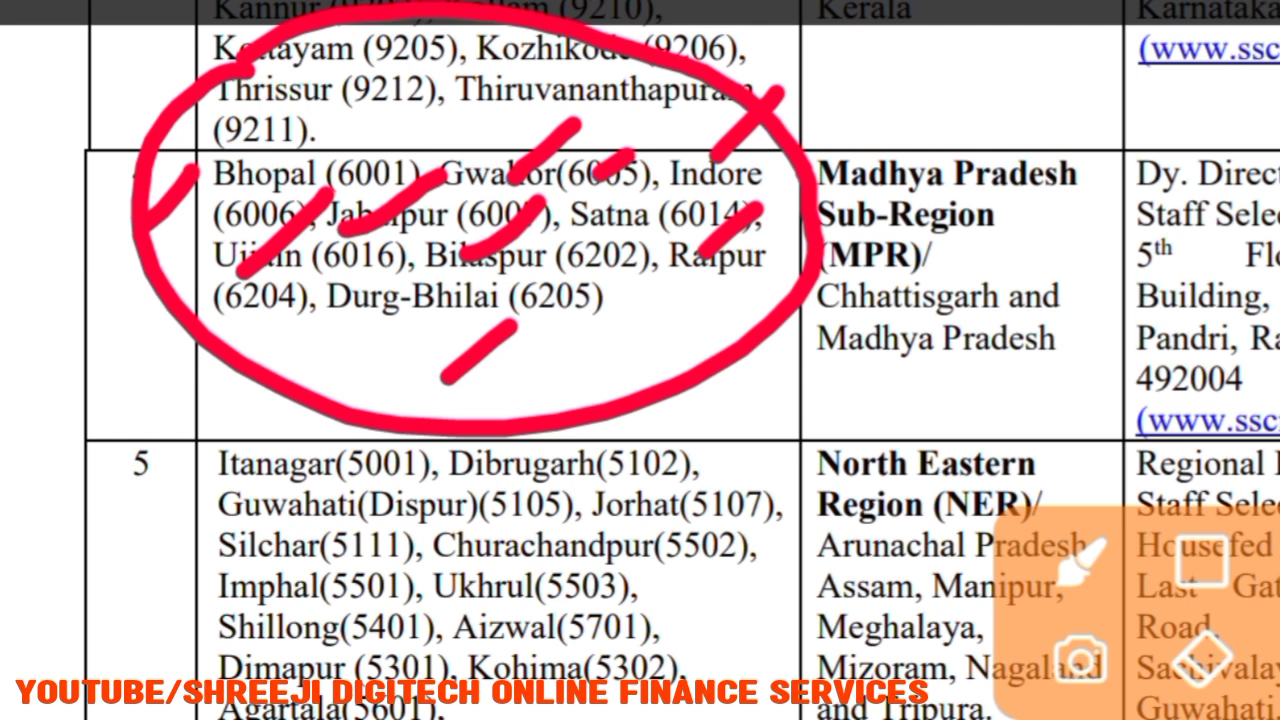 Kannur Kollam (9210), Kerala Karnataka
Kottayam (9205), Kozhikode (9206), (www.ssc
Thrissur (9212), Thiruvananthapuram
(9211).
Bhopal (6001), Gwalior(6005), Indore Madhya Pradesh Dy. Direct
(6006), Jabalpur (6007), Satna (6014), Sub-Region Staff Selec
Ujjain (6016), Bilaspur (6202), Raipur (MPR)/ 5th Flo
(6204), Durg-Bhilai (6205) Chhattisgarh and Building,
Madhya Pradesh Pandri, Ra
492004
(www.ssc
5 Itanagar(5001), Dibrugarh(5102), North Eastern Regional
Guwahati(Dispur)(5105), Jorhat(5107), Region (NER)/ Staff Selec
Silchar(5111), Churachandpur(5502), Arunachal Pradesh, Housefed
Imphal(5501), Ukhrul(5503), Assam, Manipur, Last Gat
Shillong(5401), Aizwal(5701), Meghalaya, Road,
Dimapur (5301), Kohima(5302), Mizoram, Nagaland Sachivalay
Agartala(5601), and Tripura. Guwahati,
YOUTUBE/SHREEJI DIGITECH ONLINE FINANCE SERVICES